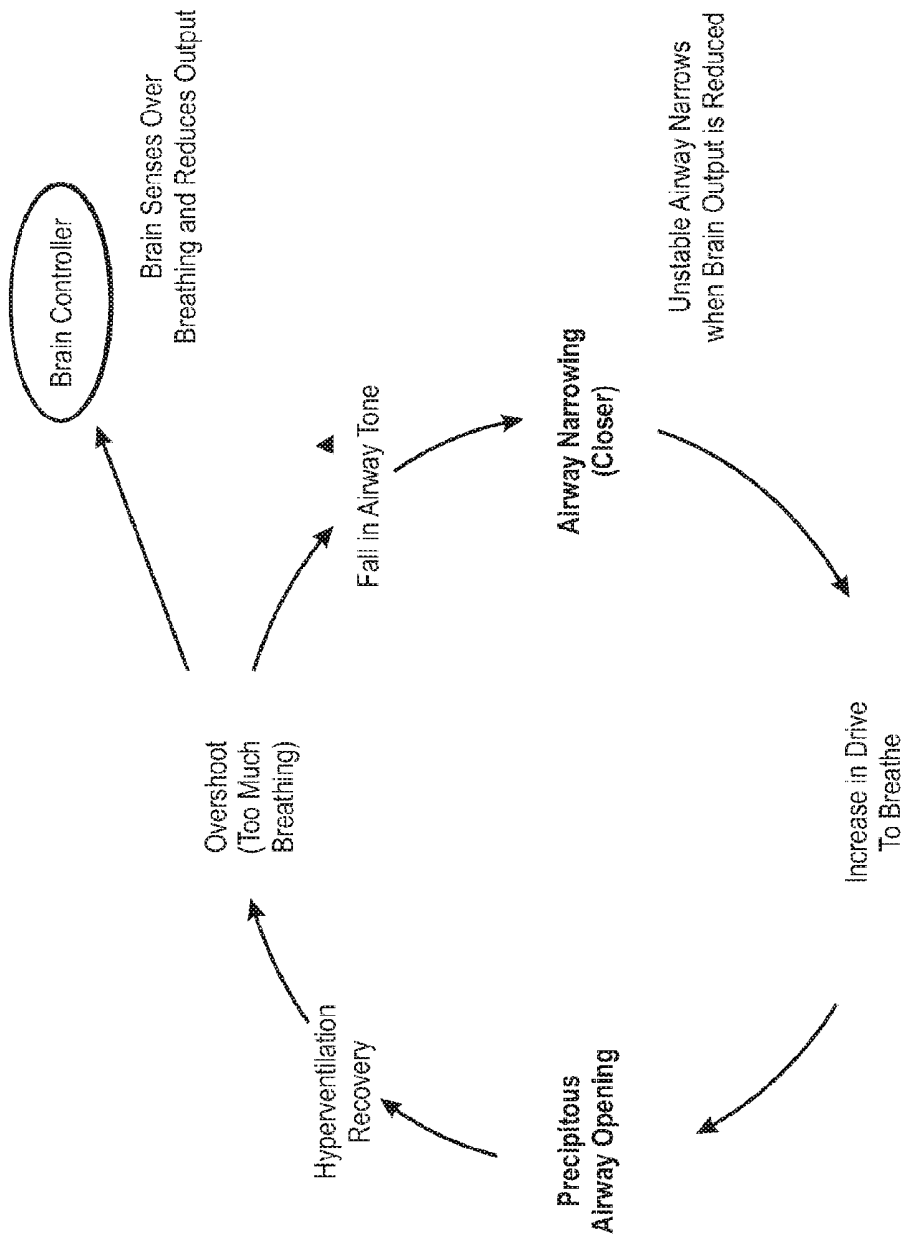 Brain Controller
Brain Senses Over
Breathing and Reduces Output
Overshoot
(Too Much
Breathing)
Fall in Airway Tone
Airway Narrowing
(Closer)
Unstable Airway Narrows
when Brain Output is Reduced
Increase in Drive
To Breathe
Precipitous
Airway Opening
Hyperventilation
Recovery